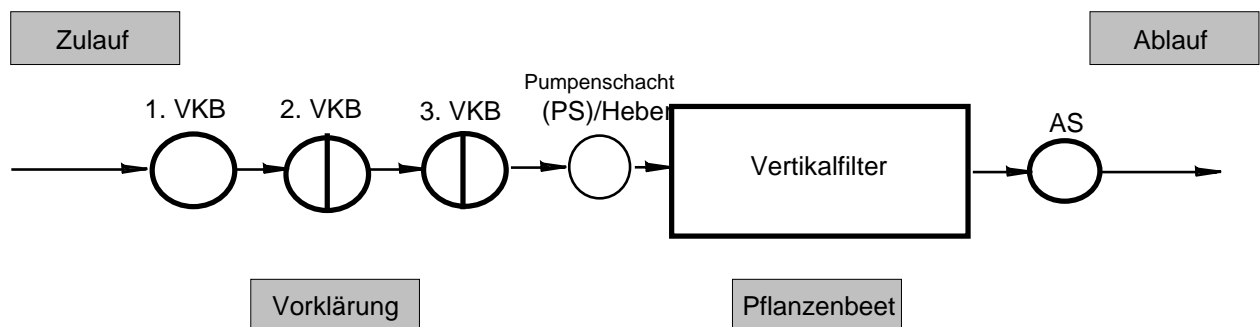 Zulauf
Ablauf
Pumpenschacht
(PS)/Heber
1. VKB
2. VKB
3. VKB
AS
Vertikalfilter
Vorklärung
Pflanzenbeet